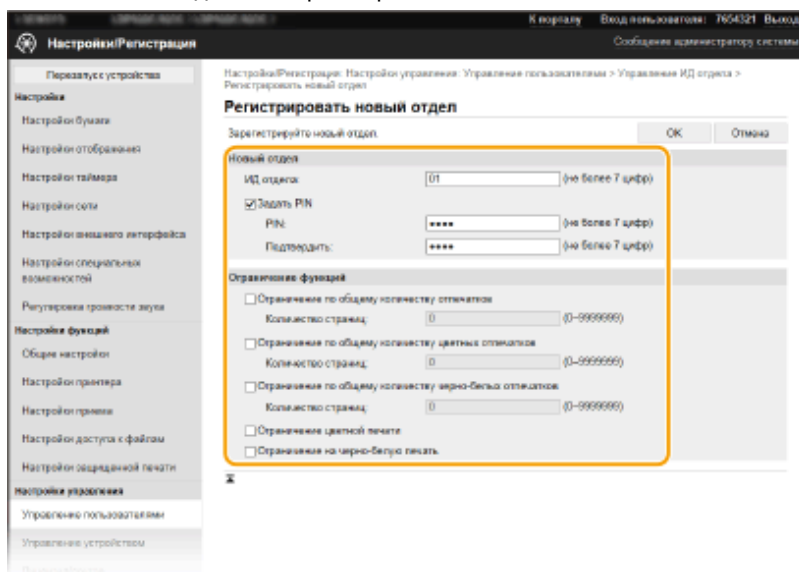 К порталу Вход пользователя: 7654321 Выход
Настройки/Регистрация
Сообщение администратору системы
Перезапуск устройства
Настройки
Настройки бумаги
Настройки отображения
Настройки таймера
Настройки сети
Настройки внешнего интерфейса
Настройки специальных
возможностей
Регулировка громкости звука
Настройки функций
Общие настройки
Настройки принтера
Настройки приема
Настройки доступа к файлам
Настройки защищенной печати
Настройки управления
Управление пользователями
Управление устройством
Настройки/Регистрация: Настройки управления: Управление пользователями > Управление ИД отдела >
Регистрировать новый отдел
Регистрировать новый отдел
Зарегистрируйте новый отдел.
OK Отмена
Новый отдел
ИД отдела: 01 (не более 7 цифр)
Задать PIN
PIN: •••• (не более 7 цифр)
Подтвердить: •••• (не более 7 цифр)
Ограничение функций
Ограничение по общему количеству отпечатков
Количество страниц: 0 (0–9999999)
Ограничение по общему количеству цветных отпечатков
Количество страниц: 0 (0–9999999)
Ограничение по общему количеству черно-белых отпечатков
Количество страниц: 0 (0–9999999)
Ограничение цветной печати
Ограничение на черно-белую печать